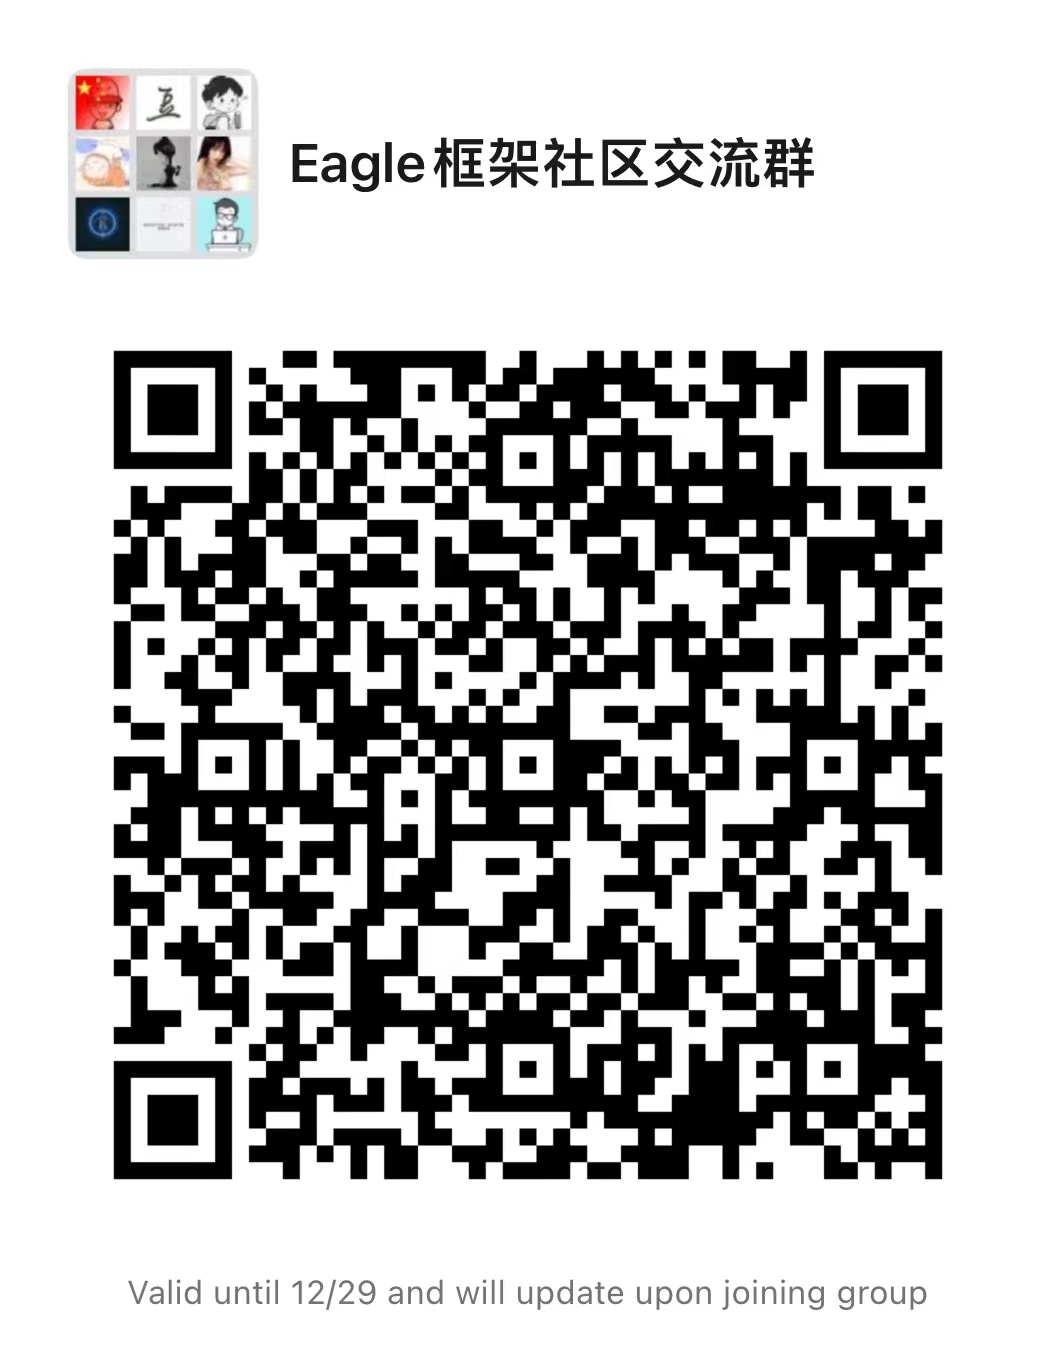 Eagle框架社区交流群
Valid until 12/29 and will update upon joining group